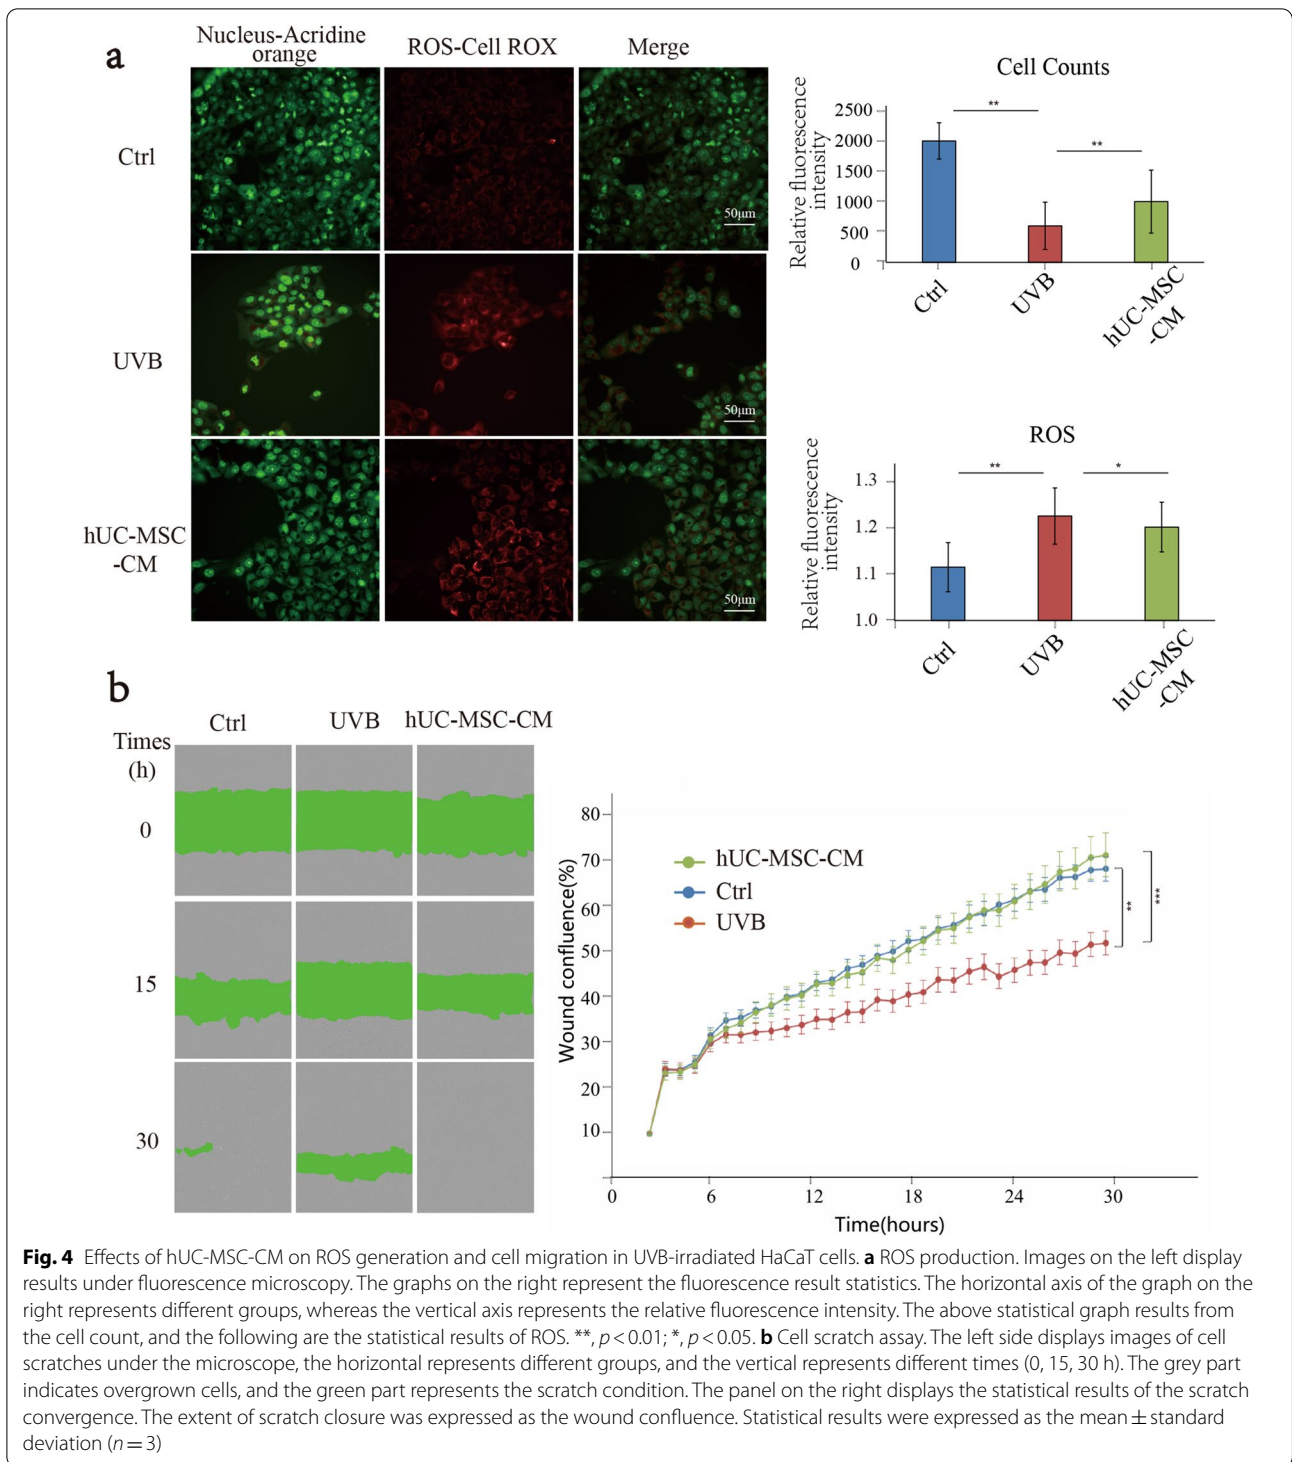 a
Nucleus-Acridine
orange
ROS-Cell ROX
Merge
Ctrl
50μm
UVB
50μm
hUC-MSC
-CM
50μm
Cell Counts
Relative fluorescence
intensity
2500
2000
1500
1000
500
0
**
**
Ctrl
UVB
hUC-MSC
-CM
ROS
Relative fluorescence
intensity
1.3
1.2
1.1
1.0
**
*
Ctrl
UVB
hUC-MSC
-CM
b
Times
(h)
Ctrl
UVB
hUC-MSC-CM
0
15
30
Wound confluence(%)
80
70
60
50
40
30
20
10
hUC-MSC-CM
Ctrl
UVB
**
***
0
6
12
18
24
30
Time(hours)
Fig. 4 Effects of hUC-MSC-CM on ROS generation and cell migration in UVB-irradiated HaCaT cells. a ROS production. Images on the left display
results under fluorescence microscopy. The graphs on the right represent the fluorescence result statistics. The horizontal axis of the graph on the
right represents different groups, whereas the vertical axis represents the relative fluorescence intensity. The above statistical graph results from
the cell count, and the following are the statistical results of ROS. **, p < 0.01; *, p < 0.05. b Cell scratch assay. The left side displays images of cell
scratches under the microscope, the horizontal represents different groups, and the vertical represents different times (0, 15, 30 h). The grey part
indicates overgrown cells, and the green part represents the scratch condition. The panel on the right displays the statistical results of the scratch
convergence. The extent of scratch closure was expressed as the wound confluence. Statistical results were expressed as the mean ± standard
deviation (n = 3)